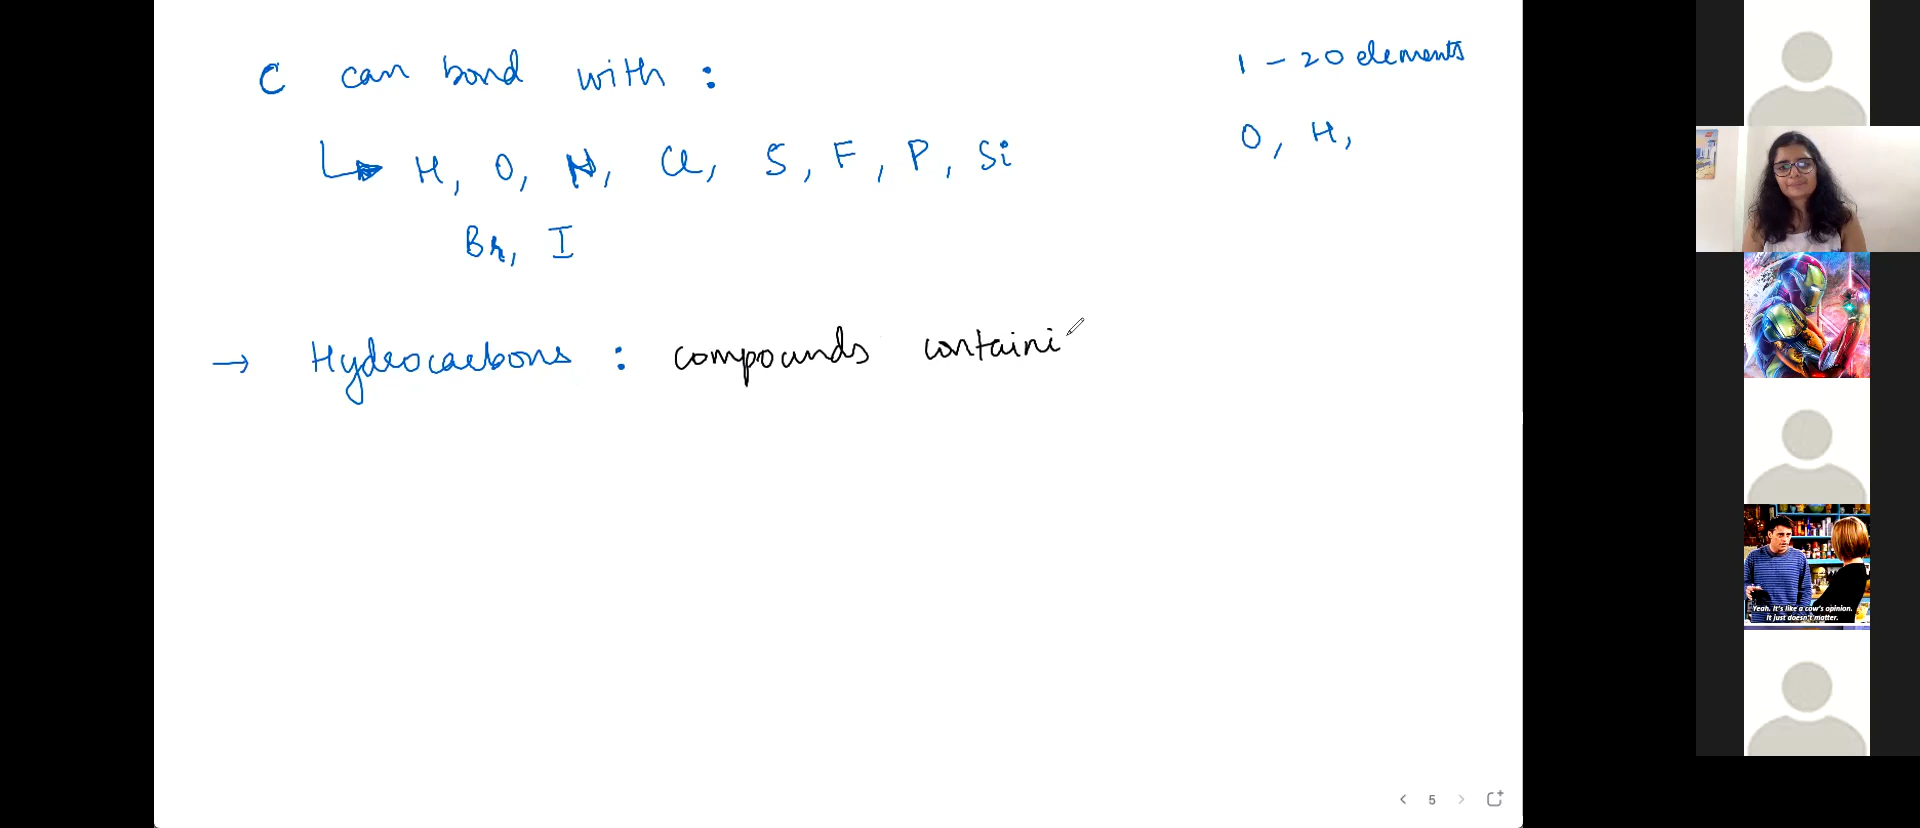 C can bond with :
1 - 20 elements
O, H,
H, O, N, Cl, S, F, P, Si
Br, I
→ Hydrocarbons : compounds containi
Yeah. It's like a cow's opinion.
It just doesn't matter.
5